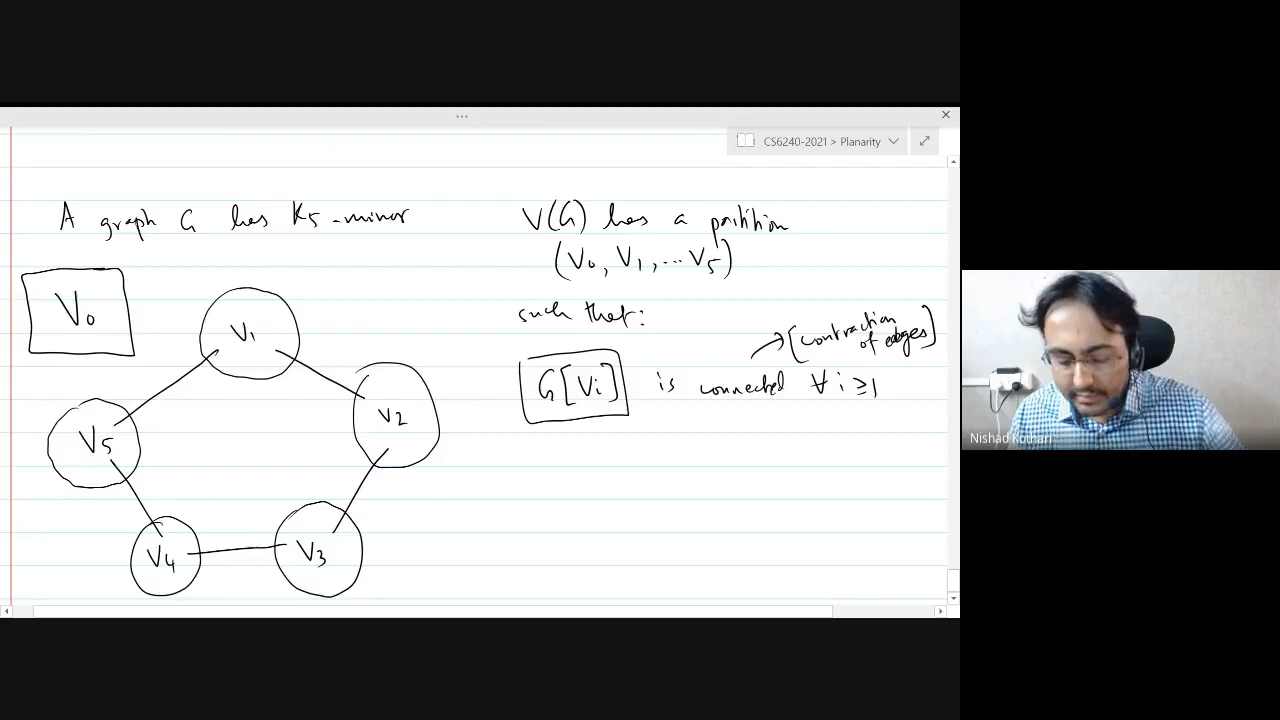 CS6240-2021 > Planarity
A graph G has K5-minor
V(G) has a partition
(V0, V1, ... V5)
such that:
[contraction of edges]
G[Vi] is connected ∀ i ≥ 1
V0
V1
V2
V5
V4
V3
Nishad Kothari